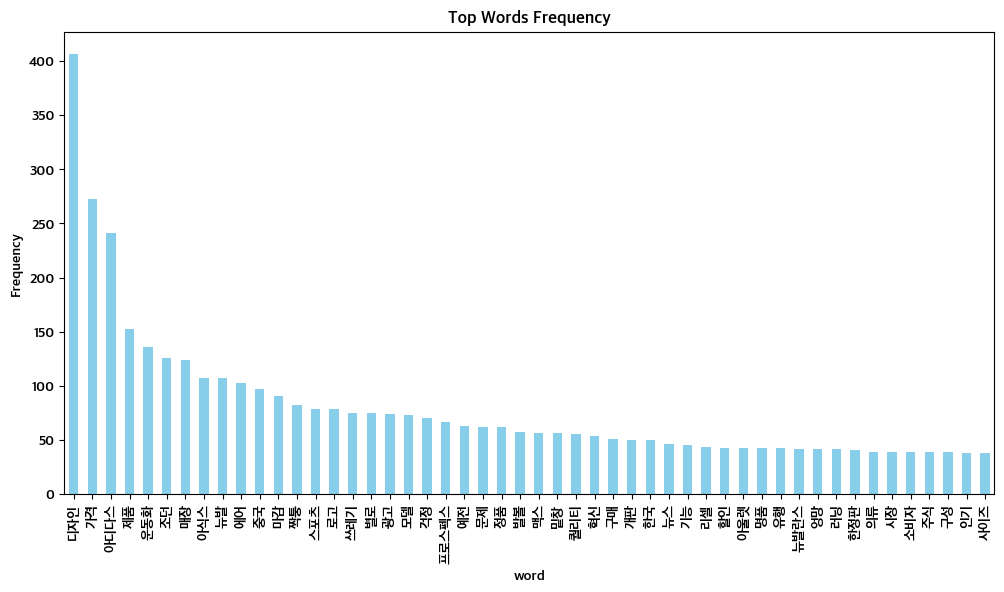 Top Words Frequency
Frequency
400
350
300
250
200
150
100
50
0
디자인
가격
아디다스
제품
운동화
조던
매장
아식스
뉴발
에어
중국
마감
짝퉁
스포츠
로고
쓰레기
별로
광고
모델
걱정
프로스펙스
예전
문제
정품
발볼
맥스
밑창
퀄리티
혁신
구매
개판
한국
뉴스
기능
리셀
할인
아울렛
명품
유행
뉴발란스
양말
러닝
한정판
의류
시장
소비자
주식
구성
인기
사이즈
word